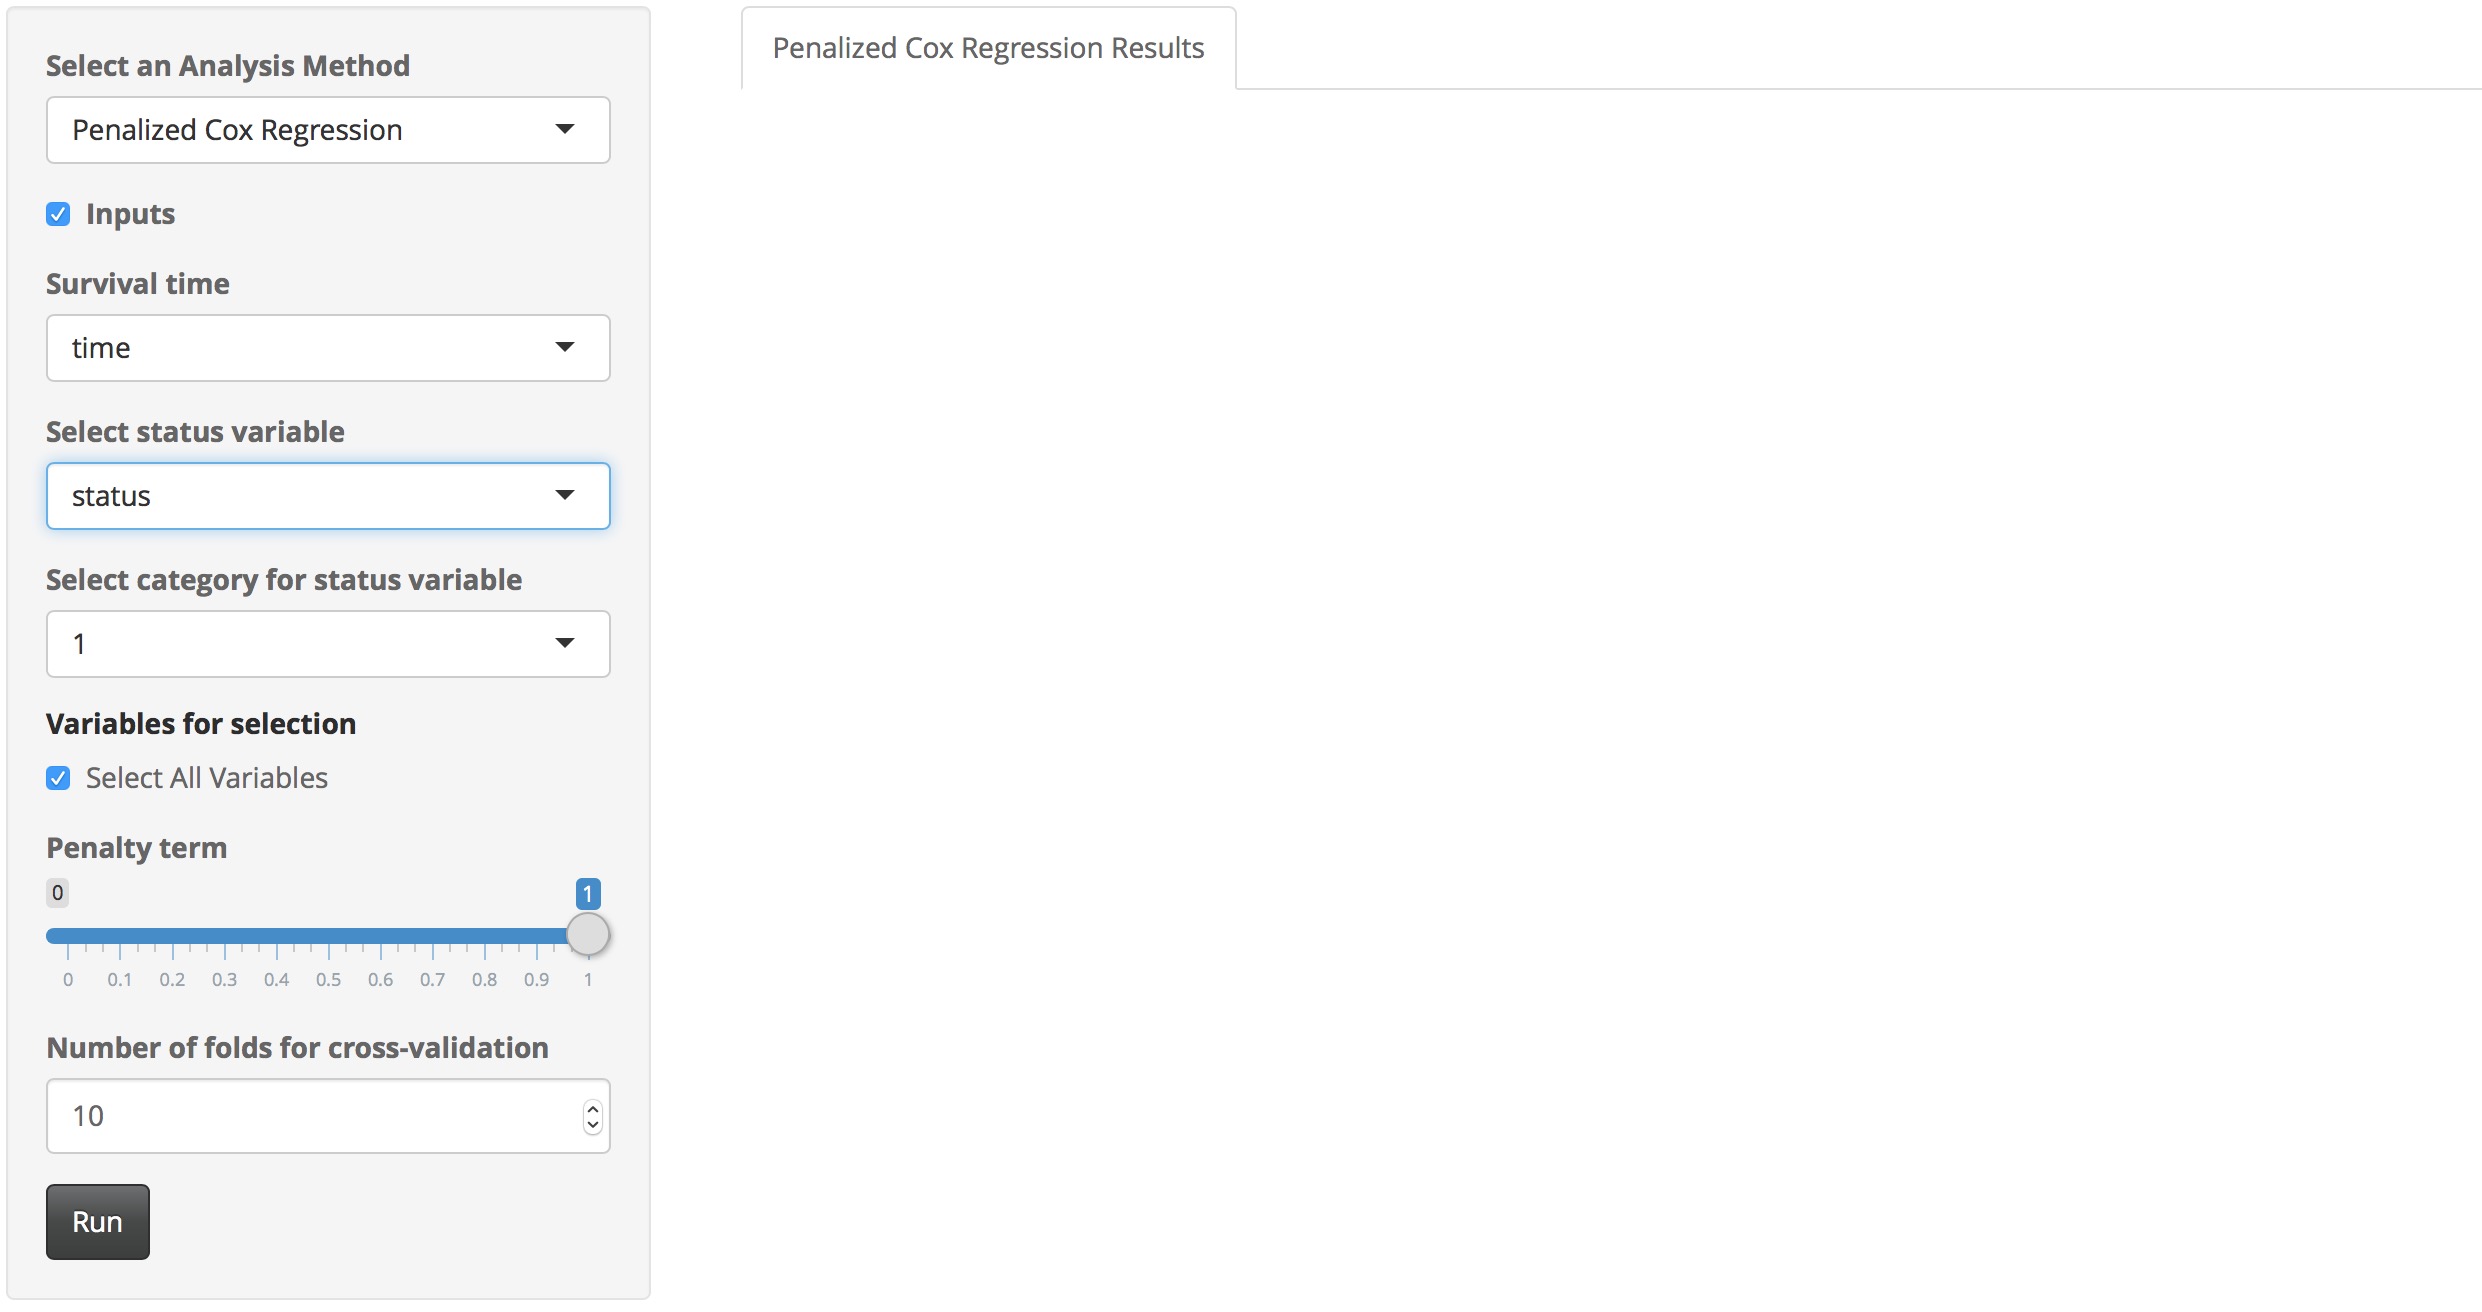 Select an Analysis Method
Penalized Cox Regression
Inputs
Survival time
time
Select status variable
status
Select category for status variable
1
Variables for selection
Select All Variables
Penalty term
0 1
0 0.1 0.2 0.3 0.4 0.5 0.6 0.7 0.8 0.9 1
Number of folds for cross-validation
10
Run
Penalized Cox Regression Results